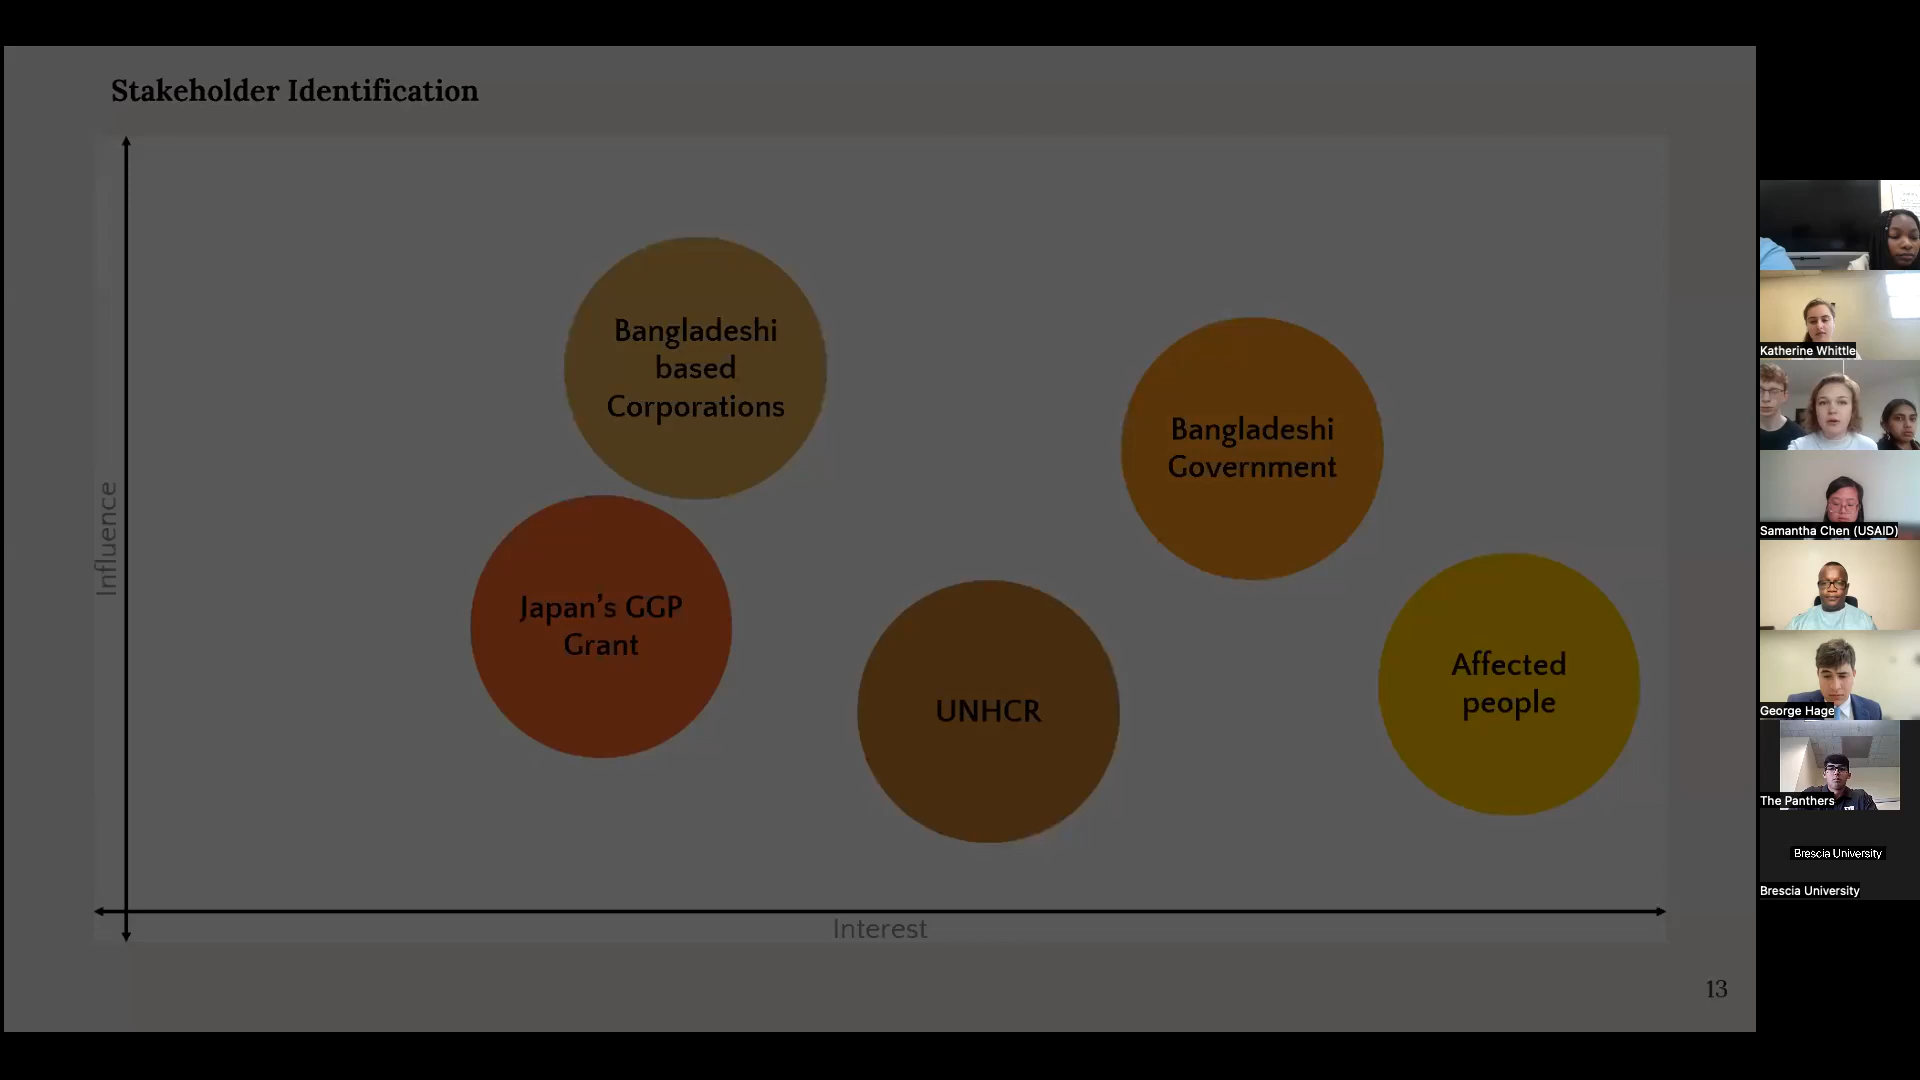 Stakeholder Identification
Bangladeshi
based
Corporations
Bangladeshi
Government
Influence
Japan's GGP
Grant
Affected
people
UNHCR
Interest
13
Katherine Whittle
Samantha Chen (USAID)
George Hage
The Panthers
Brescia University
Brescia University